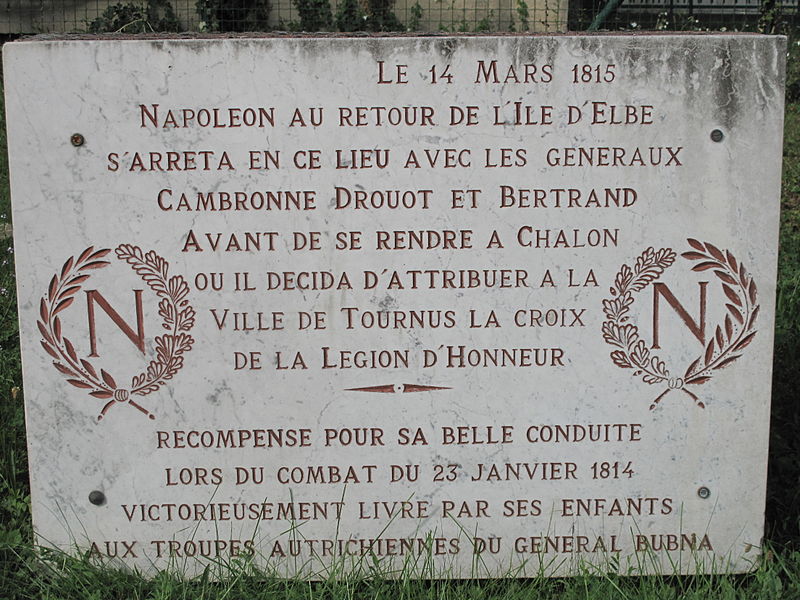 LE 14 MARS 1815
NAPOLEON AU RETOUR DE L'ILE D'ELBE
S'ARRETA EN CE LIEU AVEC LES GENERAUX
CAMBRONNE DROUOT ET BERTRAND
AVANT DE SE RENDRE A CHALON
OU IL DECIDA D'ATTRIBUER A LA
VILLE DE TOURNUS LA CROIX
DE LA LEGION D'HONNEUR
N
N
RECOMPENSE POUR SA BELLE CONDUITE
LORS DU COMBAT DU 23 JANVIER 1814
VICTORIEUSEMENT LIVRE PAR SES ENFANTS
AUX TROUPES AUTRICHIENNES DU GENERAL BUBNA